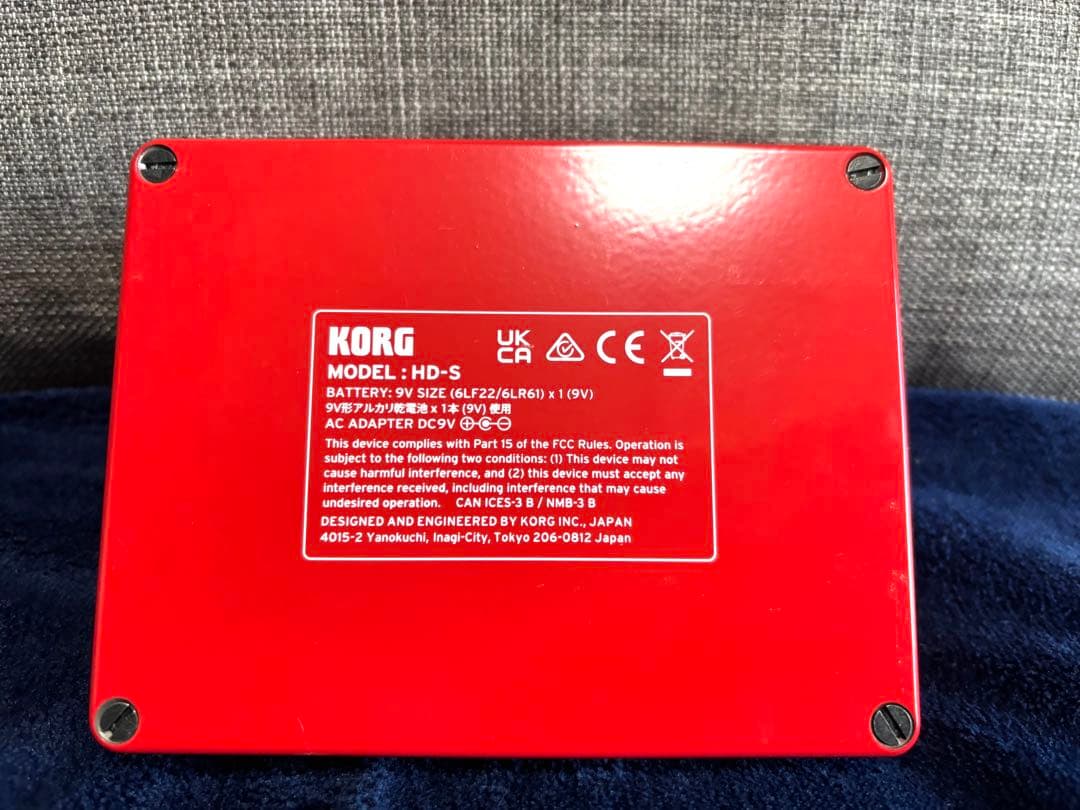 KORG
UK
CA
CE
MODEL : HD-S
BATTERY: 9V SIZE (6LF22/6LR61) x 1 (9V)
9V形アルカリ乾電池 x 1本 (9V) 使用
AC ADAPTER DC9V
This device complies with Part 15 of the FCC Rules. Operation is
subject to the following two conditions: (1) This device may not
cause harmful interference, and (2) this device must accept any
interference received, including interference that may cause
undesired operation. CAN ICES-3 B / NMB-3 B
DESIGNED AND ENGINEERED BY KORG INC., JAPAN
4015-2 Yanokuchi, Inagi-City, Tokyo 206-0812 Japan